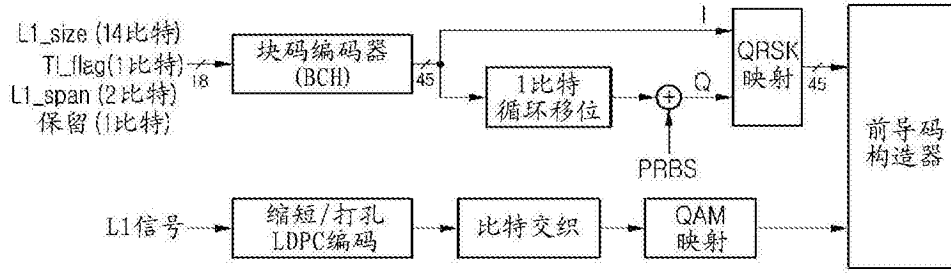 L1_size (14比特)
TI_flag(1比特)
L1_span (2比特)
保留 (1比特)
18
块码编码器
(BCH)
45
I
1比特
循环移位
Q
PRBS
QRSK
映射
45
前导码
构造器
L1信号
缩短/打孔
LDPC编码
比特交织
QAM
映射